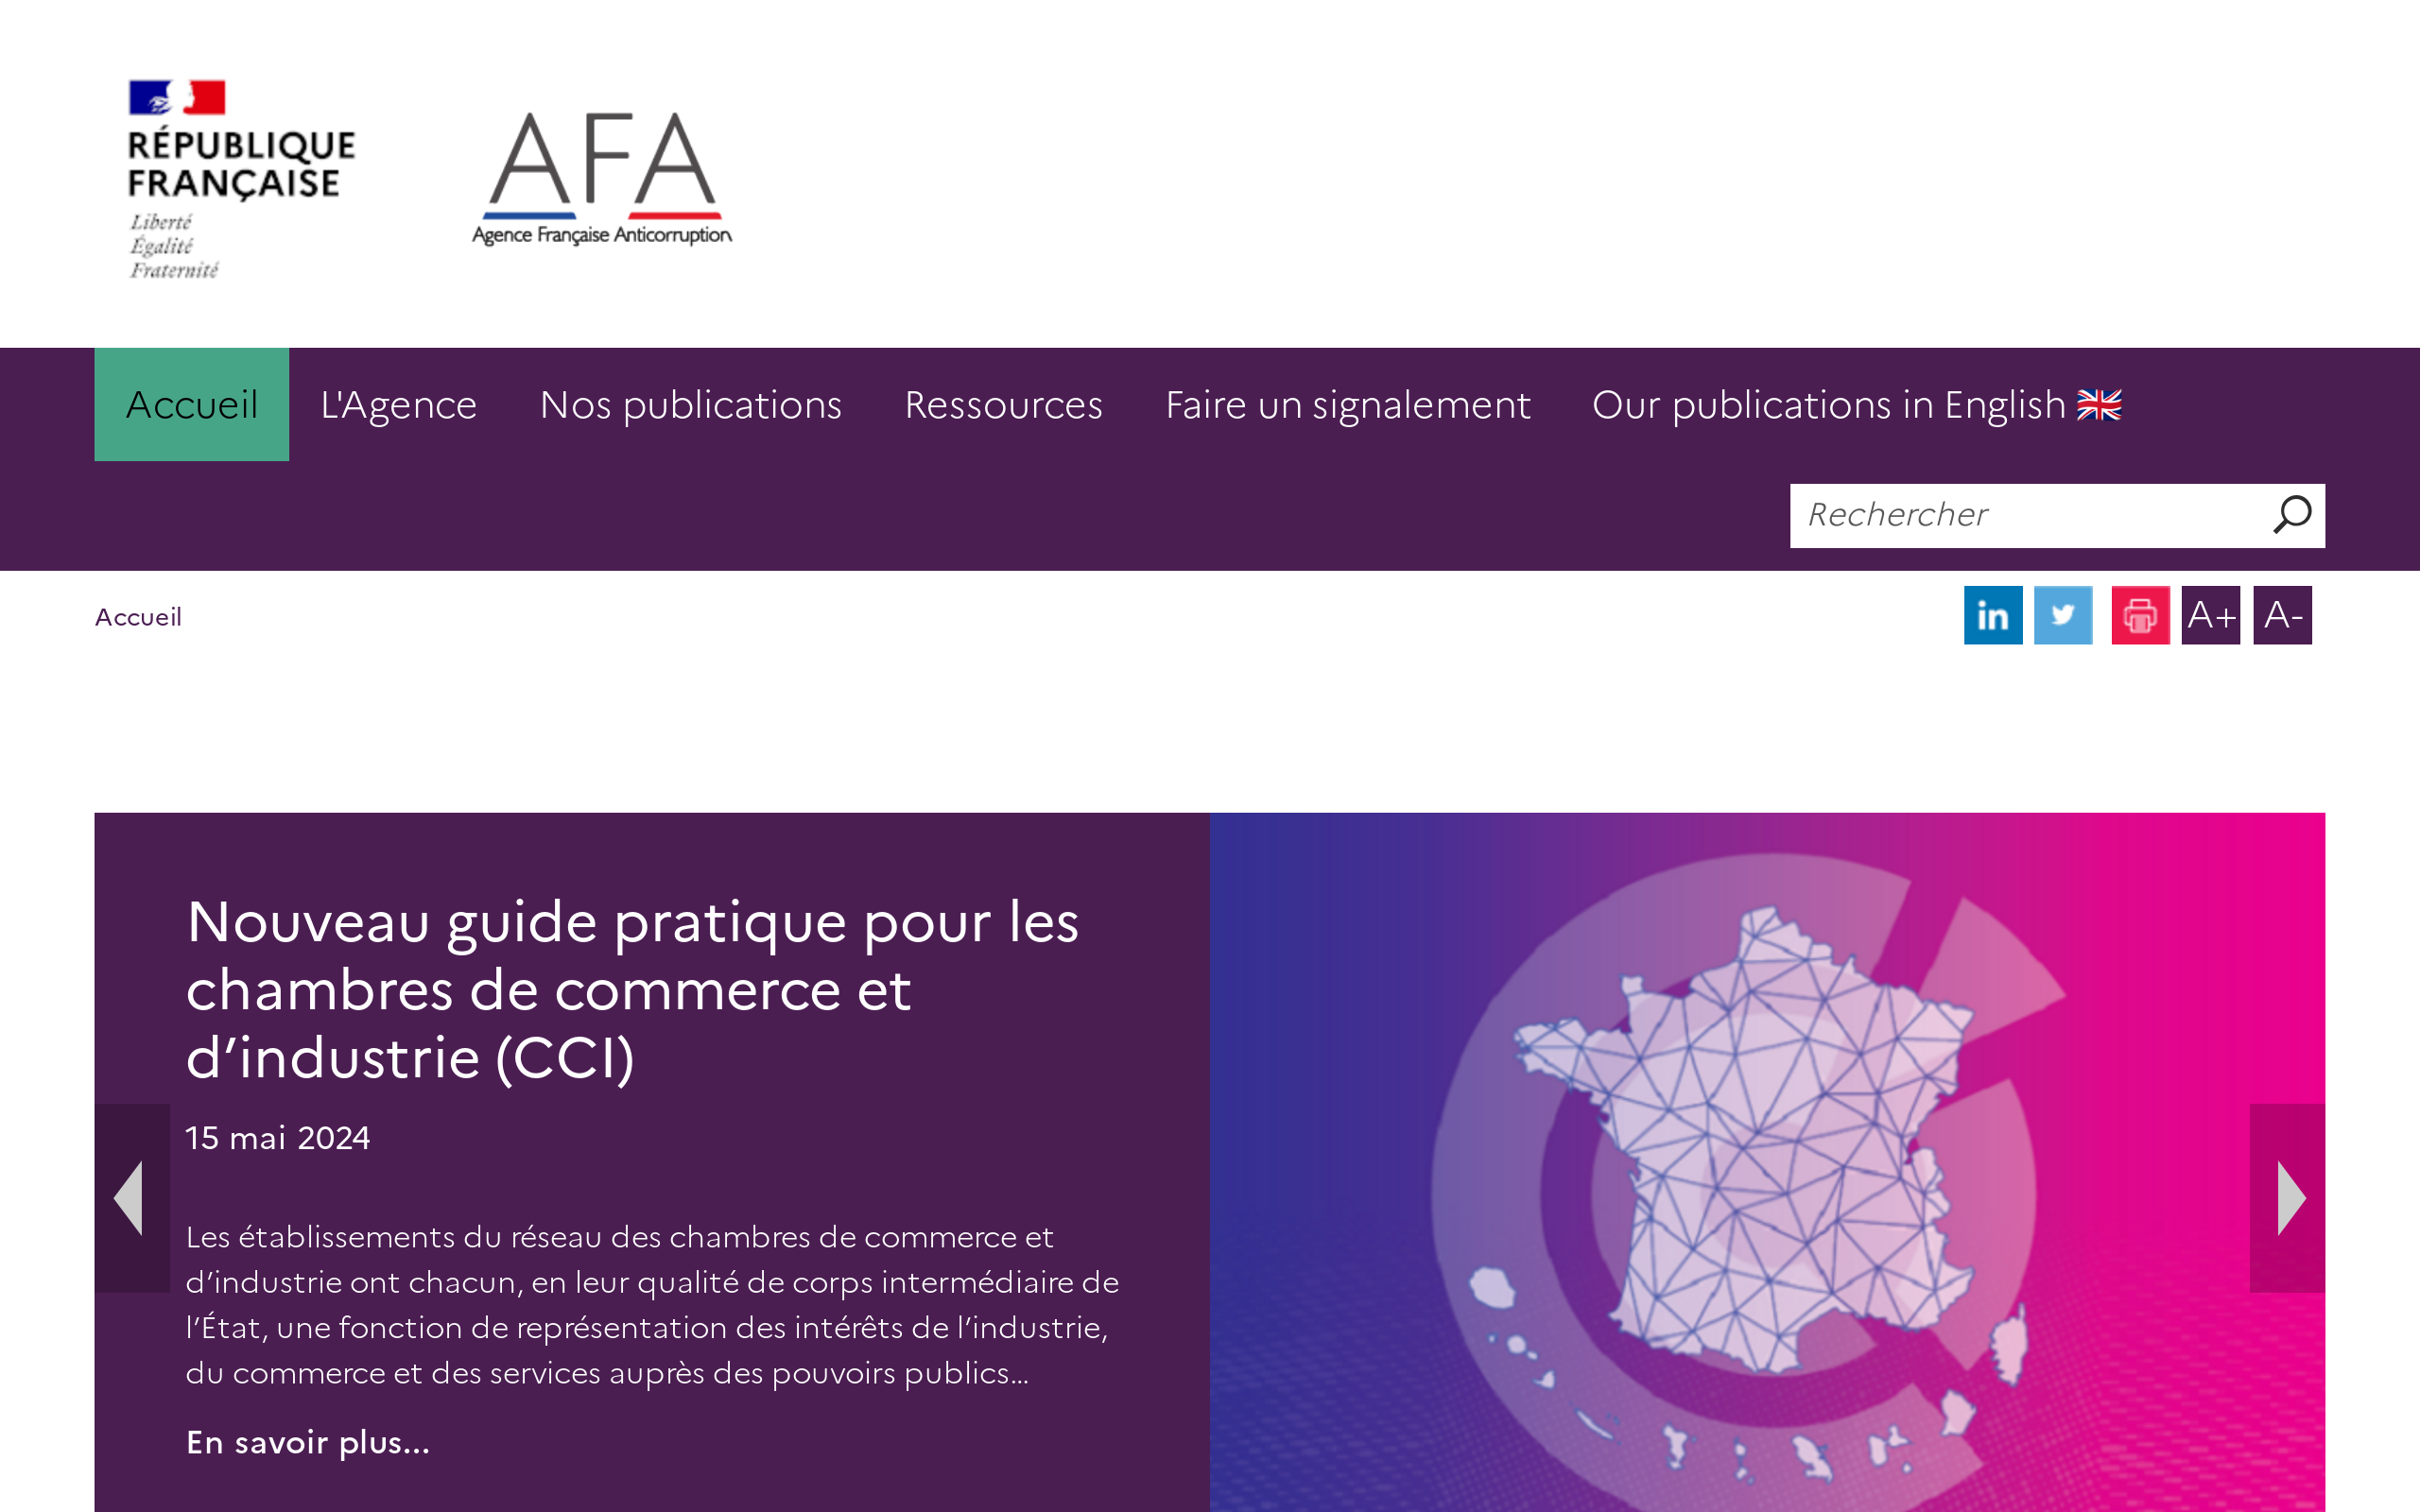 RÉPUBLIQUE
FRANÇAISE
Liberté
Égalité
Fraternité
AFA
Agence Française Anticorruption
Accueil L'Agence Nos publications Ressources Faire un signalement Our publications in English 🇬🇧
Rechercher
Accueil
in A+ A-
Nouveau guide pratique pour les
chambres de commerce et
d’industrie (CCI)
15 mai 2024
Les établissements du réseau des chambres de commerce et
d’industrie ont chacun, en leur qualité de corps intermédiaire de
l’État, une fonction de représentation des intérêts de l’industrie,
du commerce et des services auprès des pouvoirs publics...
En savoir plus...